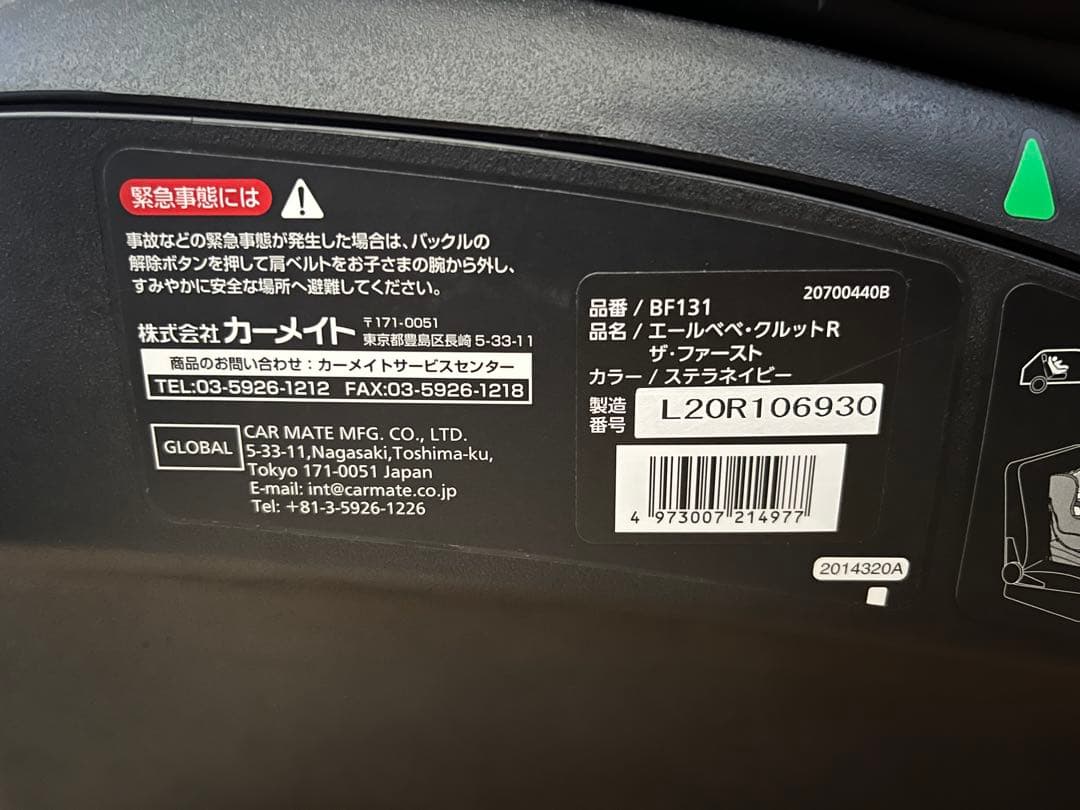 緊急事態には
事故などの緊急事態が発生した場合は、バックルの
解除ボタンを押して肩ベルトをお子さまの腕から外し、
すみやかに安全な場所へ避難してください。
株式会社 カーメイト
〒171-0051
東京都豊島区長崎 5-33-11
商品のお問い合わせ：カーメイトサービスセンター
TEL:03-5926-1212 FAX:03-5926-1218
GLOBAL
CAR MATE MFG. CO., LTD.
5-33-11,Nagasaki,Toshima-ku,
Tokyo 171-0051 Japan
E-mail: int@carmate.co.jp
Tel: +81-3-5926-1226
20700440B
品番 / BF131
品名 / エールベベ・クルットR
ザ・ファースト
カラー / ステラネイビー
製造
番号
L20R106930
4 973007 214977
2014320A